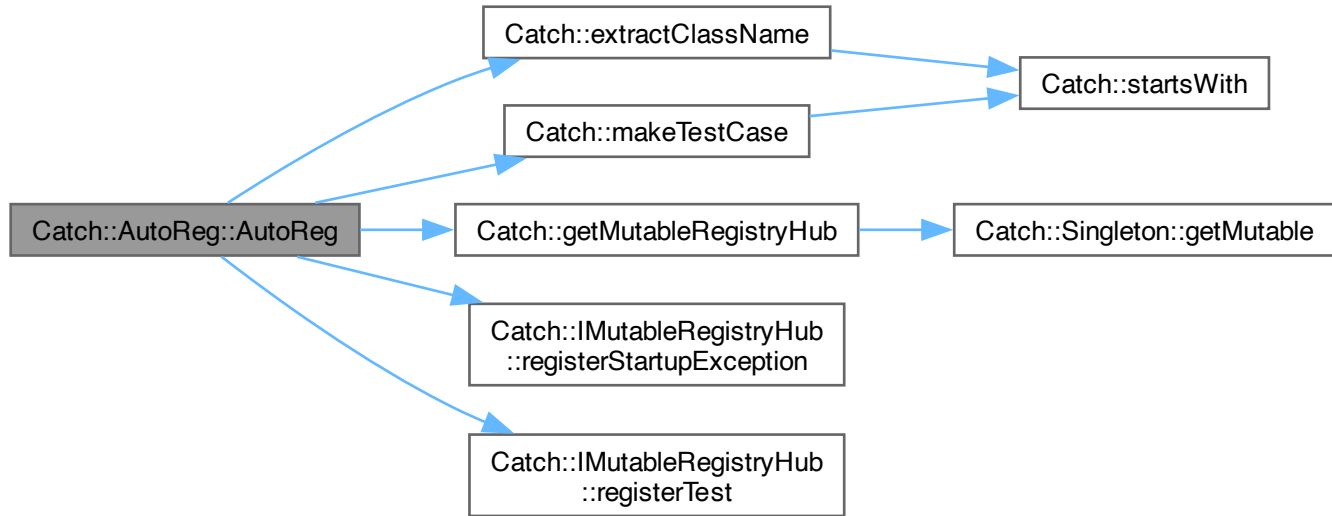 Catch::AutoReg::AutoReg
Catch::extractClassName
Catch::makeTestCase
Catch::startsWith
Catch::getMutableRegistryHub
Catch::Singleton::getMutable
Catch::IMutableRegistryHub
::registerStartupException
Catch::IMutableRegistryHub
::registerTest